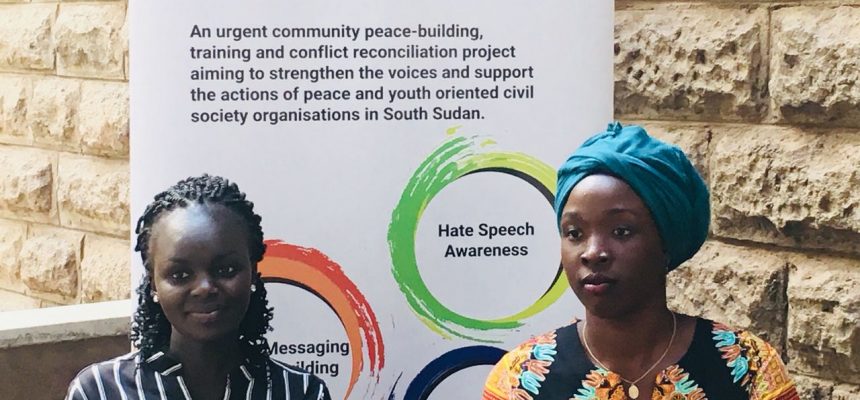 An urgent community peace-building,
training and conflict reconciliation project
aiming to strengthen the voices and support
the actions of peace and youth oriented civil
society organisations in South Sudan.
Hate Speech
Awareness
Messaging